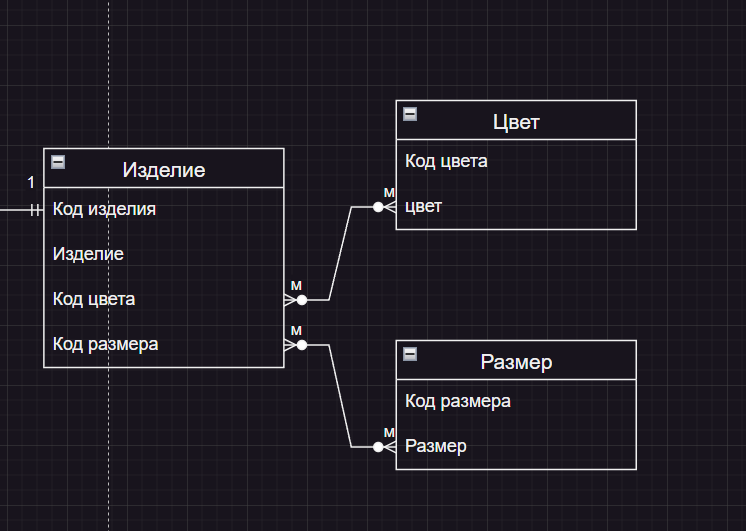 Цвет
Код цвета
м
цвет
Изделие
1
Код изделия
Изделие
м
Код цвета
м
Код размера
Размер
Код размера
м
Размер